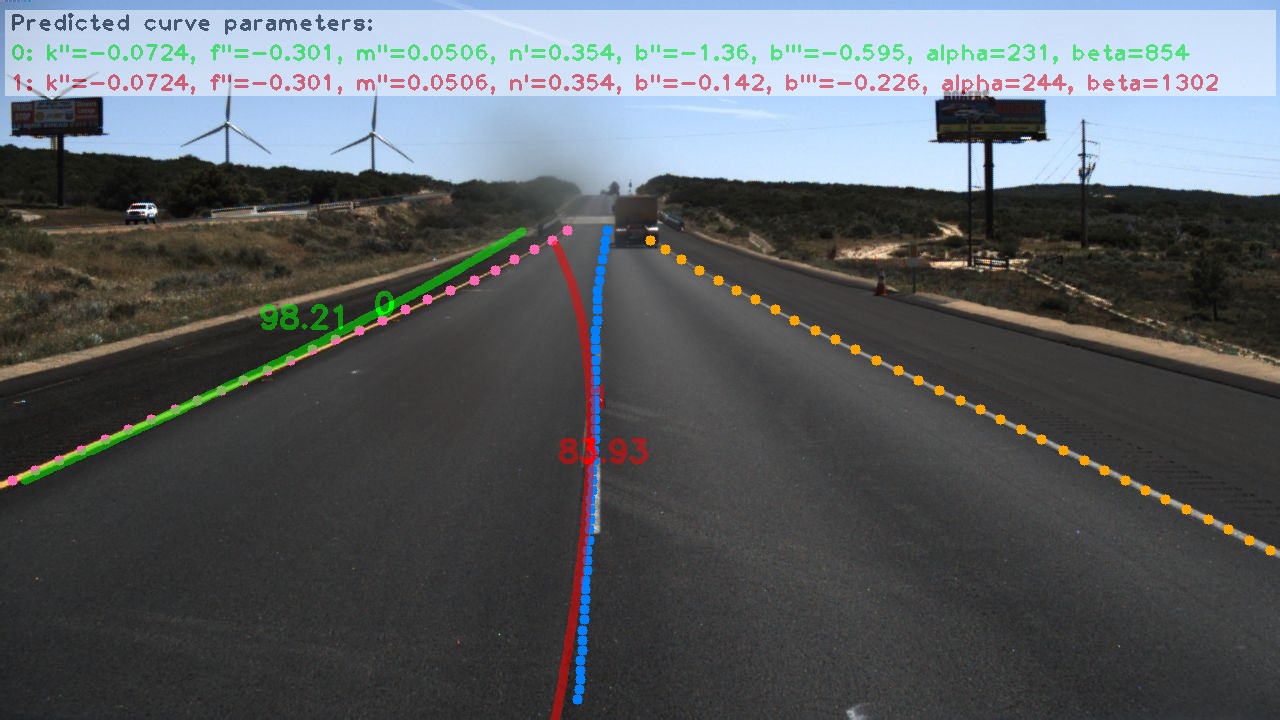 Predicted curve parameters:
0: k''=-0.0724, f''=-0.301, m''=0.0506, n'=0.354, b''=-1.36, b'''=-0.595, alpha=231, beta=854
1: k''=-0.0724, f''=-0.301, m''=0.0506, n'=0.354, b''=-0.142, b'''=-0.226, alpha=244, beta=1302
TRUCK
STOP
0
98.21
1
83.93